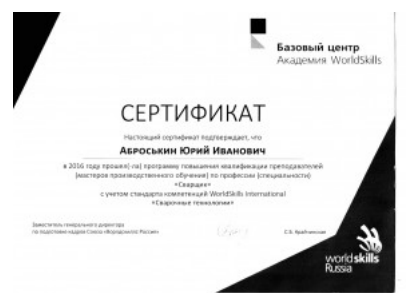 Базовый центр
Академия WorldSkills
СЕРТИФИКАТ
Настоящий сертификат подтверждает, что
Аброськин Юрий Иванович
в 2016 году прошел(-ла) программу повышения квалификации преподавателей
(мастеров производственного обучения) по профессии (специальности)
«Сварщик»
с учетом стандарта компетенций WorldSkills International
«Сварочные технологии»
Заместитель генерального директора
по подготовке кадров Союза «Ворлдскиллс Россия»
С.Б. Крайчинская
worldskills
Russia